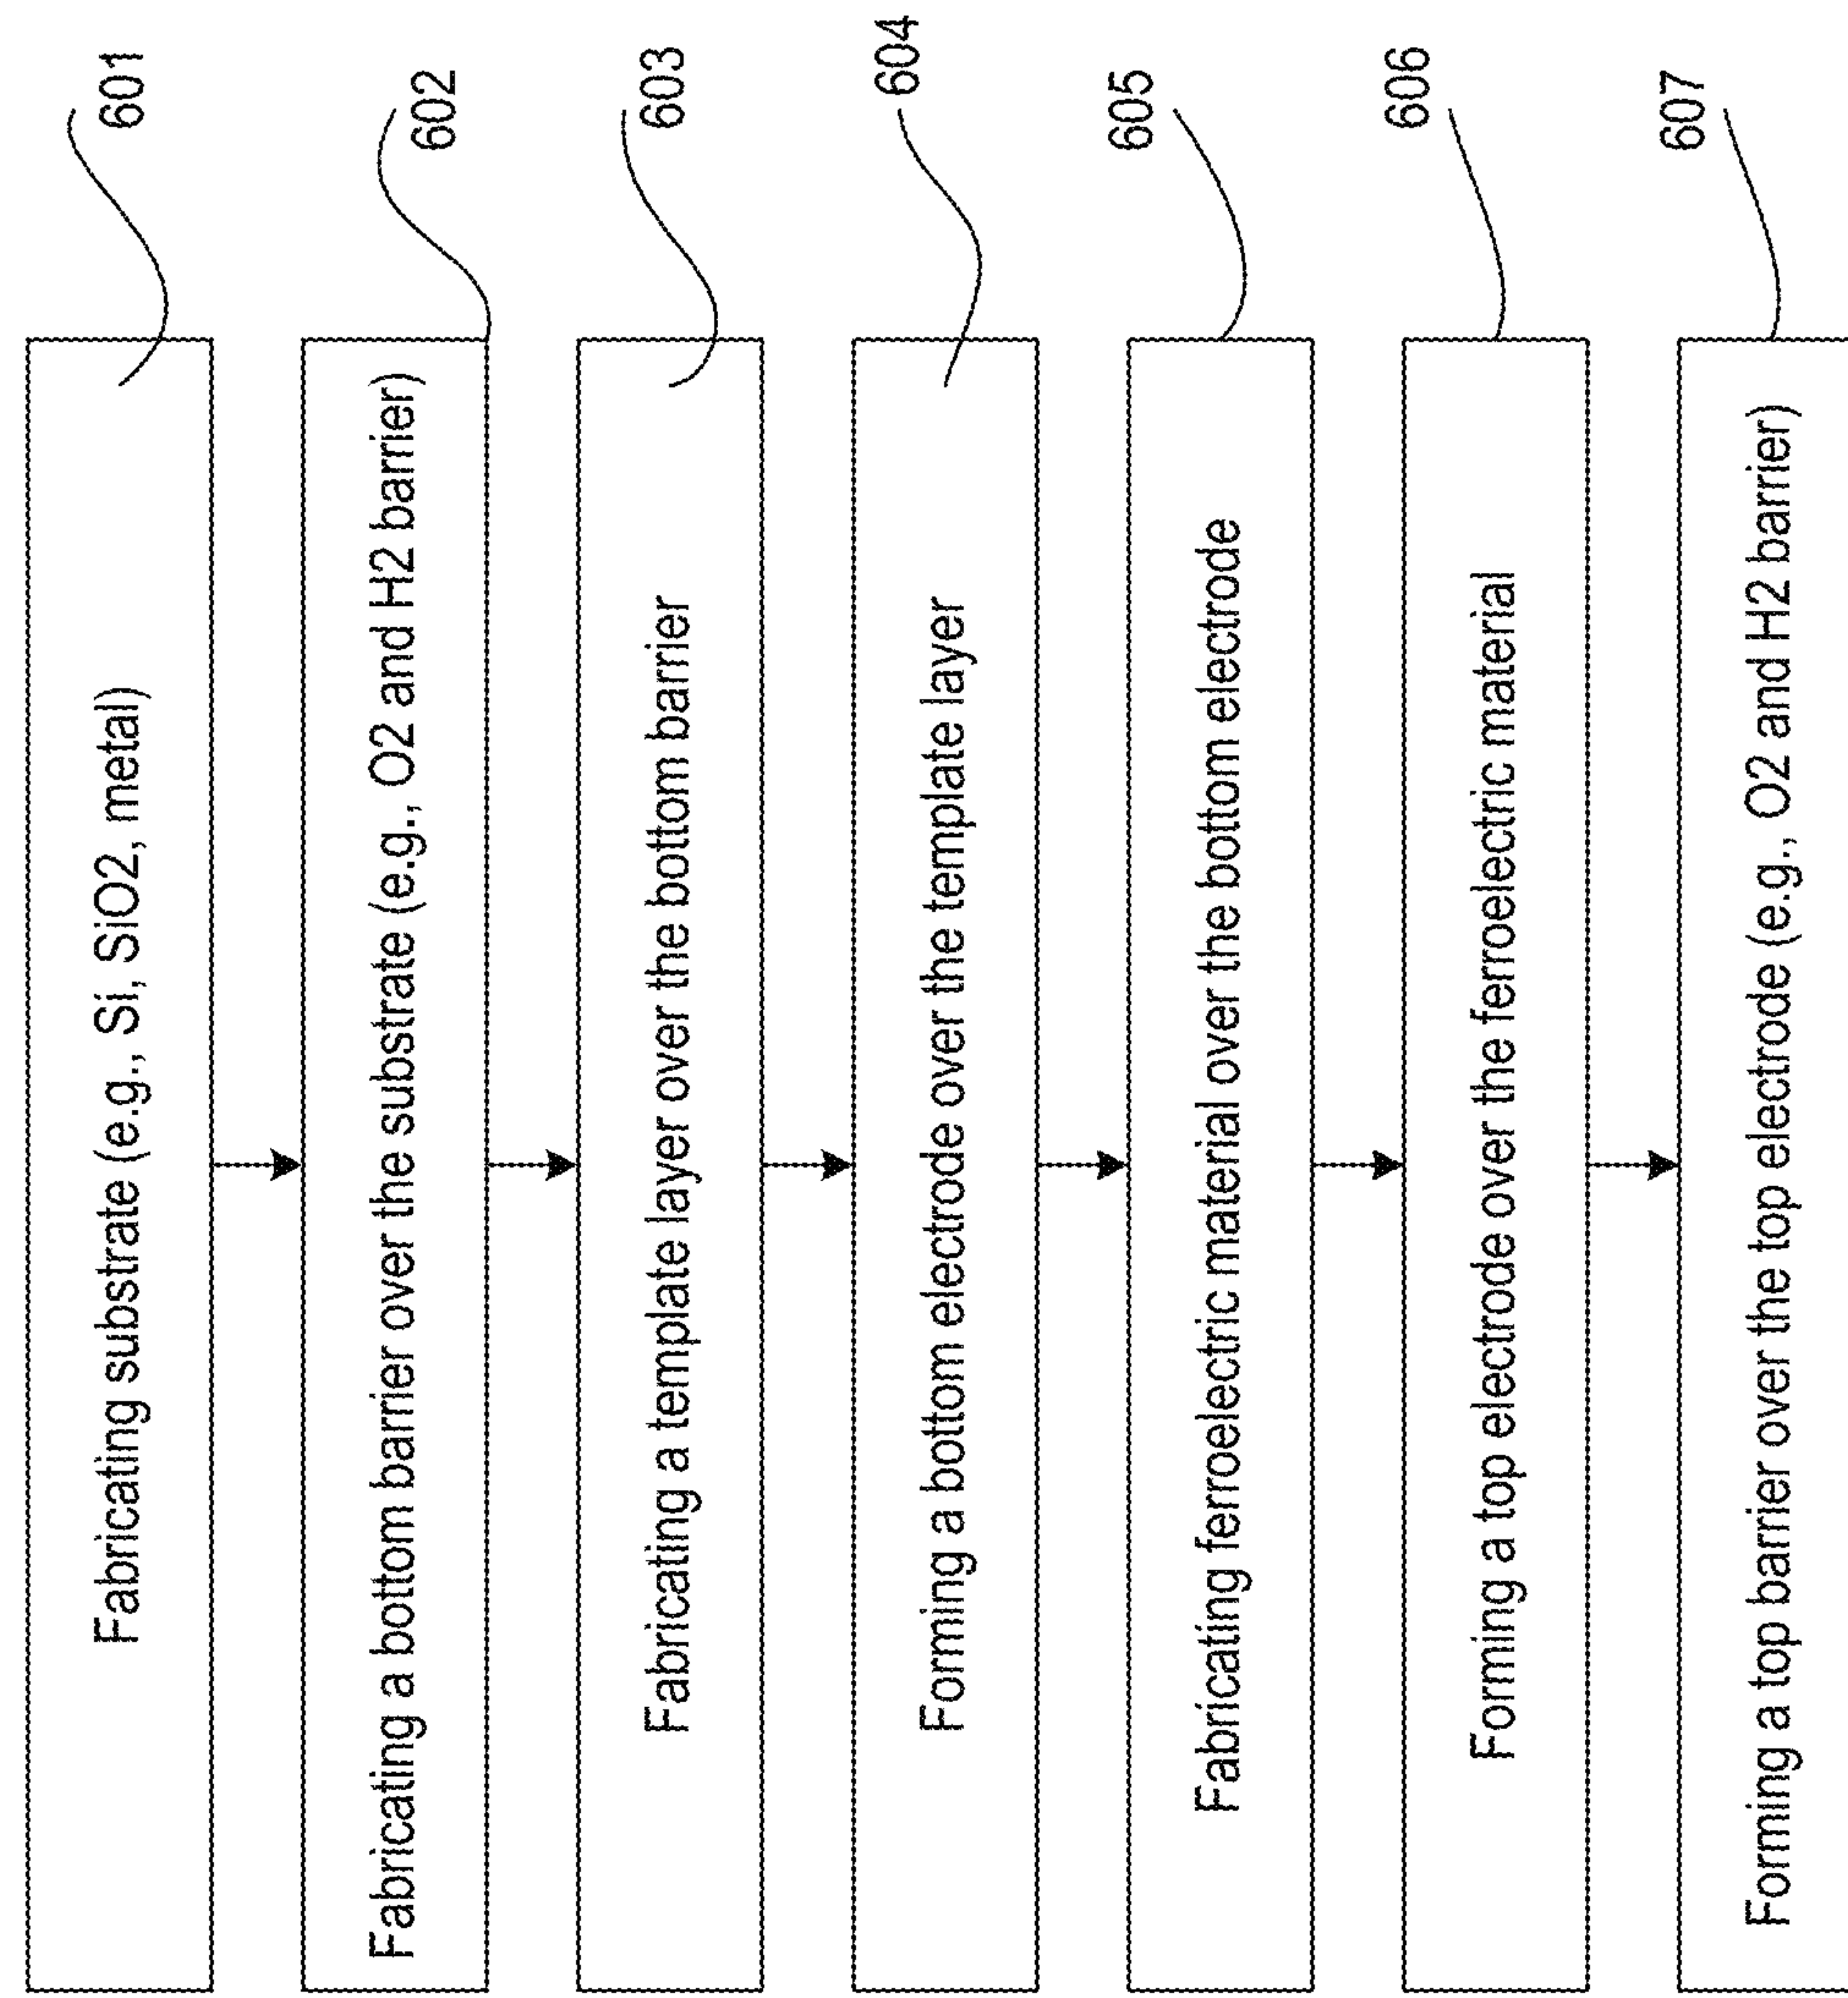 Fabricating substrate (e.g., Si, SiO2, metal)
601
Fabricating a bottom barrier over the substrate (e.g., O2 and H2 barrier)
602
Fabricating a template layer over the bottom barrier
603
Forming a bottom electrode over the template layer
604
Fabricating ferroelectric material over the bottom electrode
605
Forming a top electrode over the ferroelectric material
606
Forming a top barrier over the top electrode (e.g., O2 and H2 barrier)
607